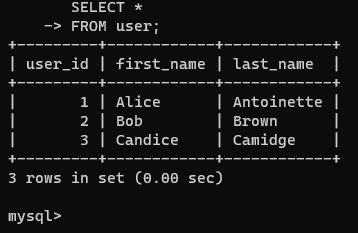 SELECT *
    -> FROM user;
+---------+------------+------------+
| user_id | first_name | last_name  |
+---------+------------+------------+
|       1 | Alice      | Antoinette |
|       2 | Bob        | Brown      |
|       3 | Candice    | Camidge    |
+---------+------------+------------+
3 rows in set (0.00 sec)
mysql>